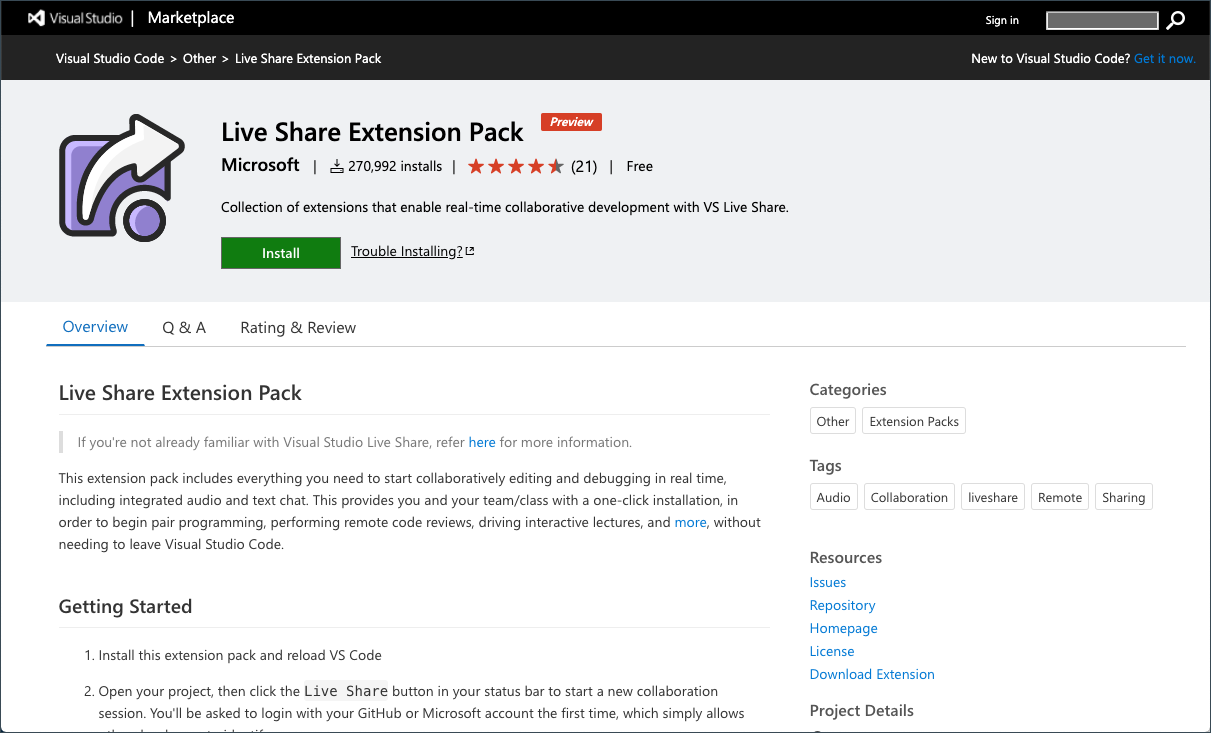 Visual Studio | Marketplace
Sign in
Visual Studio Code > Other > Live Share Extension Pack
New to Visual Studio Code? Get it now.
Live Share Extension Pack
Preview
Microsoft | 270,992 installs | (21) | Free
Collection of extensions that enable real-time collaborative development with VS Live Share.
Install
Trouble Installing?
Overview
Q & A
Rating & Review
Live Share Extension Pack
If you're not already familiar with Visual Studio Live Share, refer here for more information.
This extension pack includes everything you need to start collaboratively editing and debugging in real time,
including integrated audio and text chat. This provides you and your team/class with a one-click installation, in
order to begin pair programming, performing remote code reviews, driving interactive lectures, and more, without
needing to leave Visual Studio Code.
Getting Started
1. Install this extension pack and reload VS Code
2. Open your project, then click the Live Share button in your status bar to start a new collaboration
session. You'll be asked to login with your GitHub or Microsoft account the first time, which simply allows
Categories
Other
Extension Packs
Tags
Audio
Collaboration
liveshare
Remote
Sharing
Resources
Issues
Repository
Homepage
License
Download Extension
Project Details